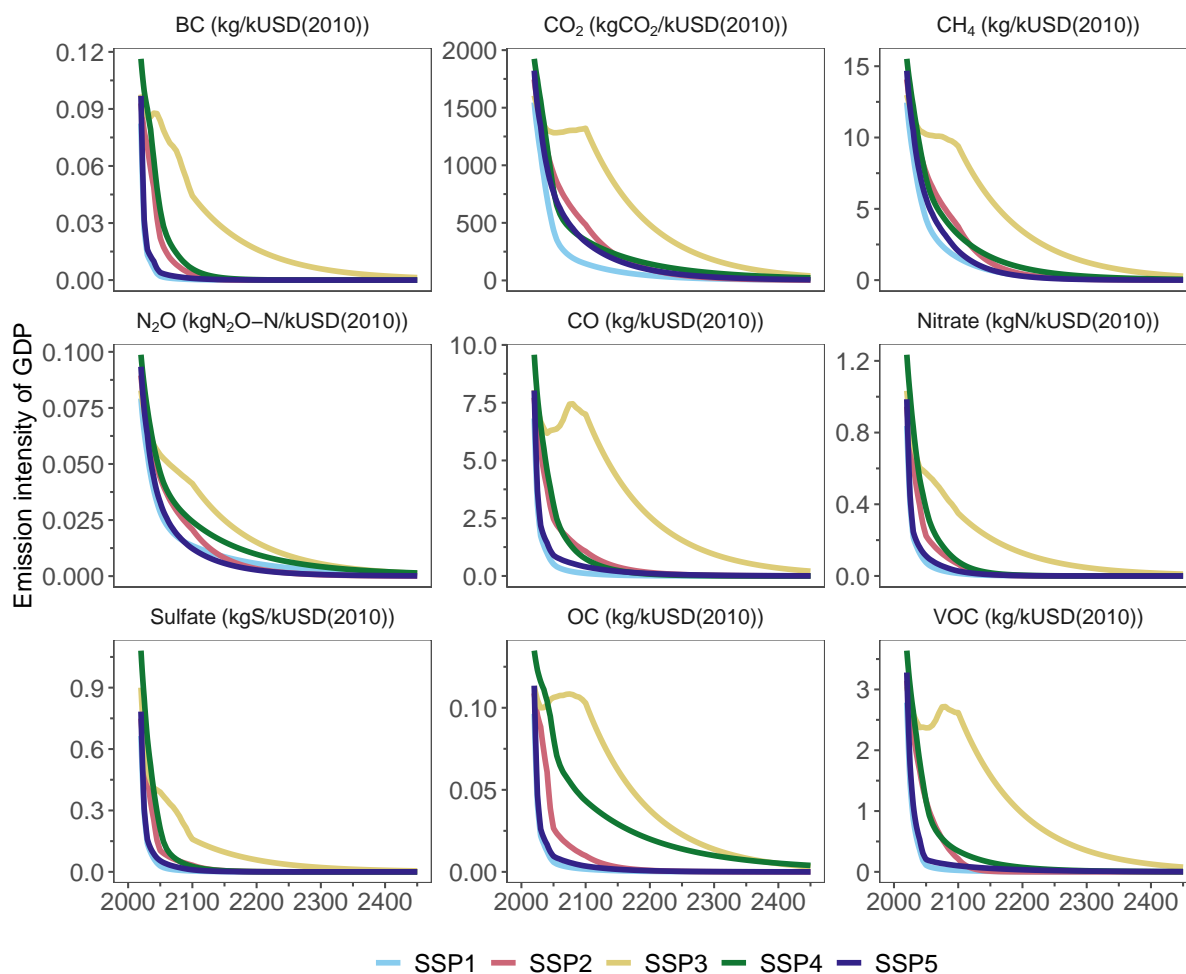 BC (kg/kUSD(2010))
CO₂ (kgCO₂/kUSD(2010))
CH₄ (kg/kUSD(2010))
0.12
0.09
0.06
0.03
0.00
2000
1500
1000
500
0
15
10
5
0
N₂O (kgN₂O−N/kUSD(2010))
CO (kg/kUSD(2010))
Nitrate (kgN/kUSD(2010))
Emission intensity of GDP
0.100
0.075
0.050
0.025
0.000
10.0
7.5
5.0
2.5
0.0
1.2
0.8
0.4
0.0
Sulfate (kgS/kUSD(2010))
OC (kg/kUSD(2010))
VOC (kg/kUSD(2010))
0.9
0.6
0.3
0.0
0.10
0.05
0.00
3
2
1
0
2000 2100 2200 2300 2400
2000 2100 2200 2300 2400
2000 2100 2200 2300 2400
SSP1 SSP2 SSP3 SSP4 SSP5